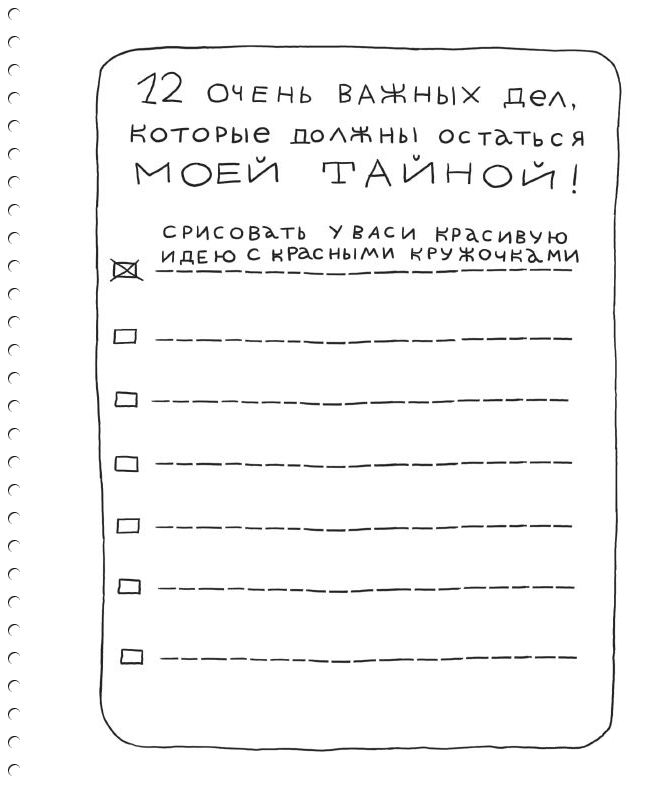 12 ОЧЕНЬ ВАЖНЫХ ДЕЛ,
КОТОРЫЕ ДОЛЖНЫ ОСТАТЬСЯ
МОЕЙ ТАЙНОЙ!
СРИСОВАТЬ У ВАСИ КРАСИВУЮ
ИДЕЮ С КРАСНЫМИ КРУЖОЧКАМИ